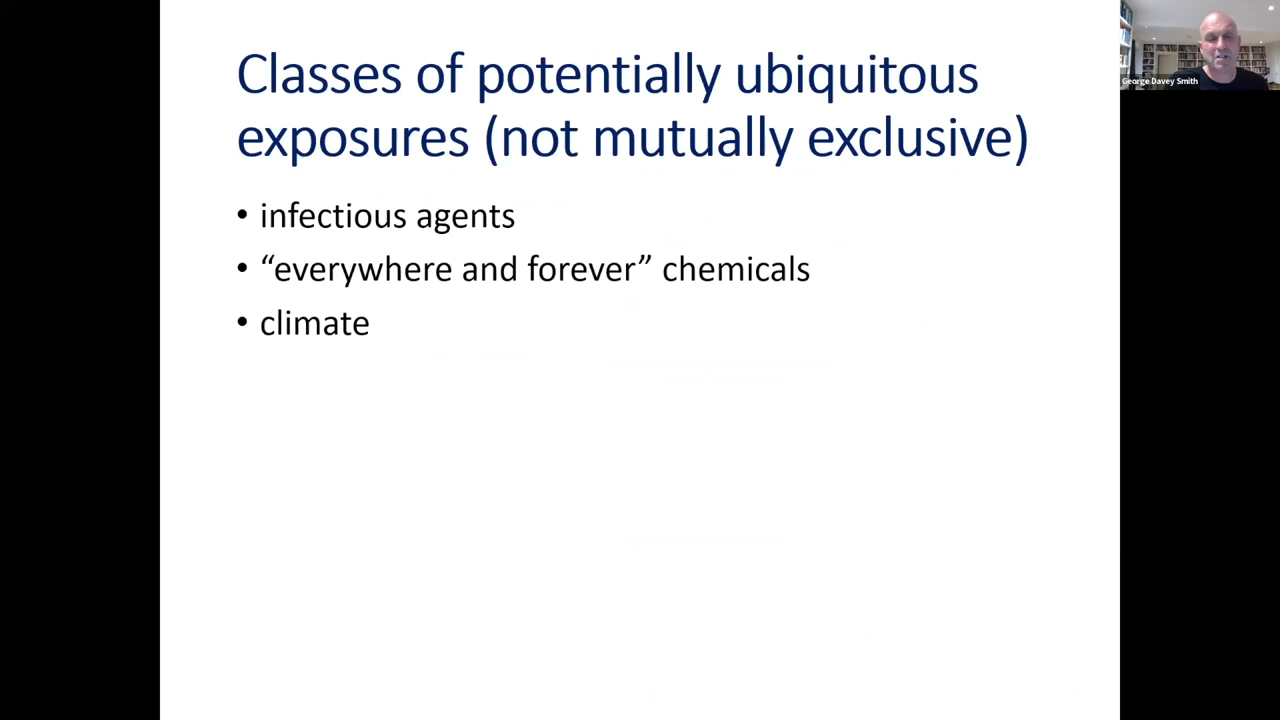 Classes of potentially ubiquitous
exposures (not mutually exclusive)
• infectious agents
• “everywhere and forever” chemicals
• climate
George Davey Smith